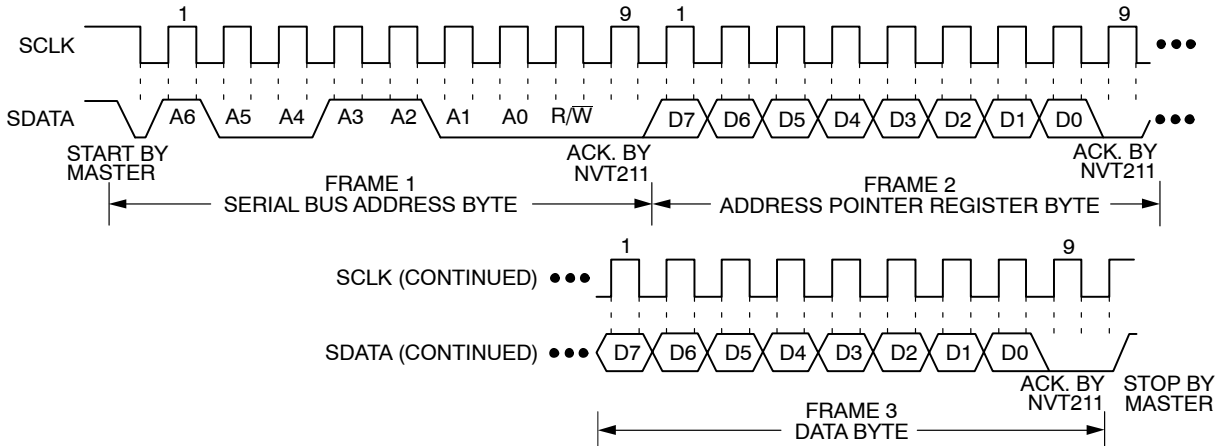 1 9 1 9
SCLK
SDATA A6 A5 A4 A3 A2 A1 A0 R/W̅ D7 D6 D5 D4 D3 D2 D1 D0
START BY
MASTER
ACK. BY
NVT211
ACK. BY
NVT211
FRAME 1
SERIAL BUS ADDRESS BYTE
FRAME 2
ADDRESS POINTER REGISTER BYTE
1 9
SCLK (CONTINUED)
SDATA (CONTINUED) D7 D6 D5 D4 D3 D2 D1 D0
ACK. BY
NVT211
STOP BY
MASTER
FRAME 3
DATA BYTE